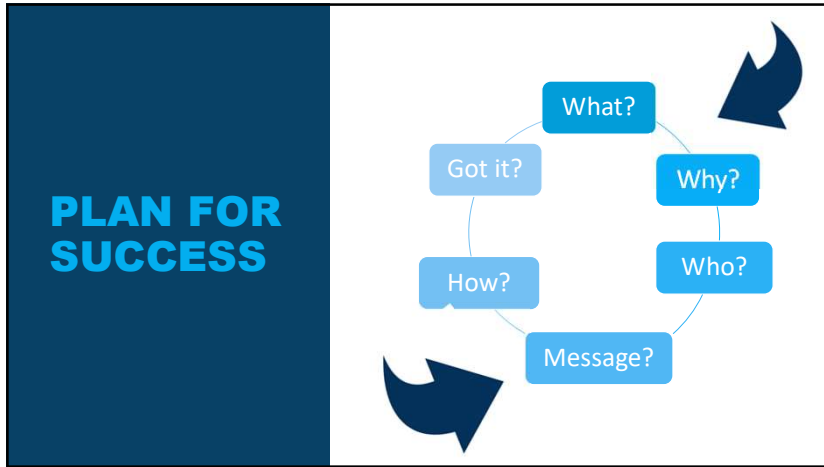 PLAN FOR
SUCCESS
What?
Why?
Who?
Message?
How?
Got it?